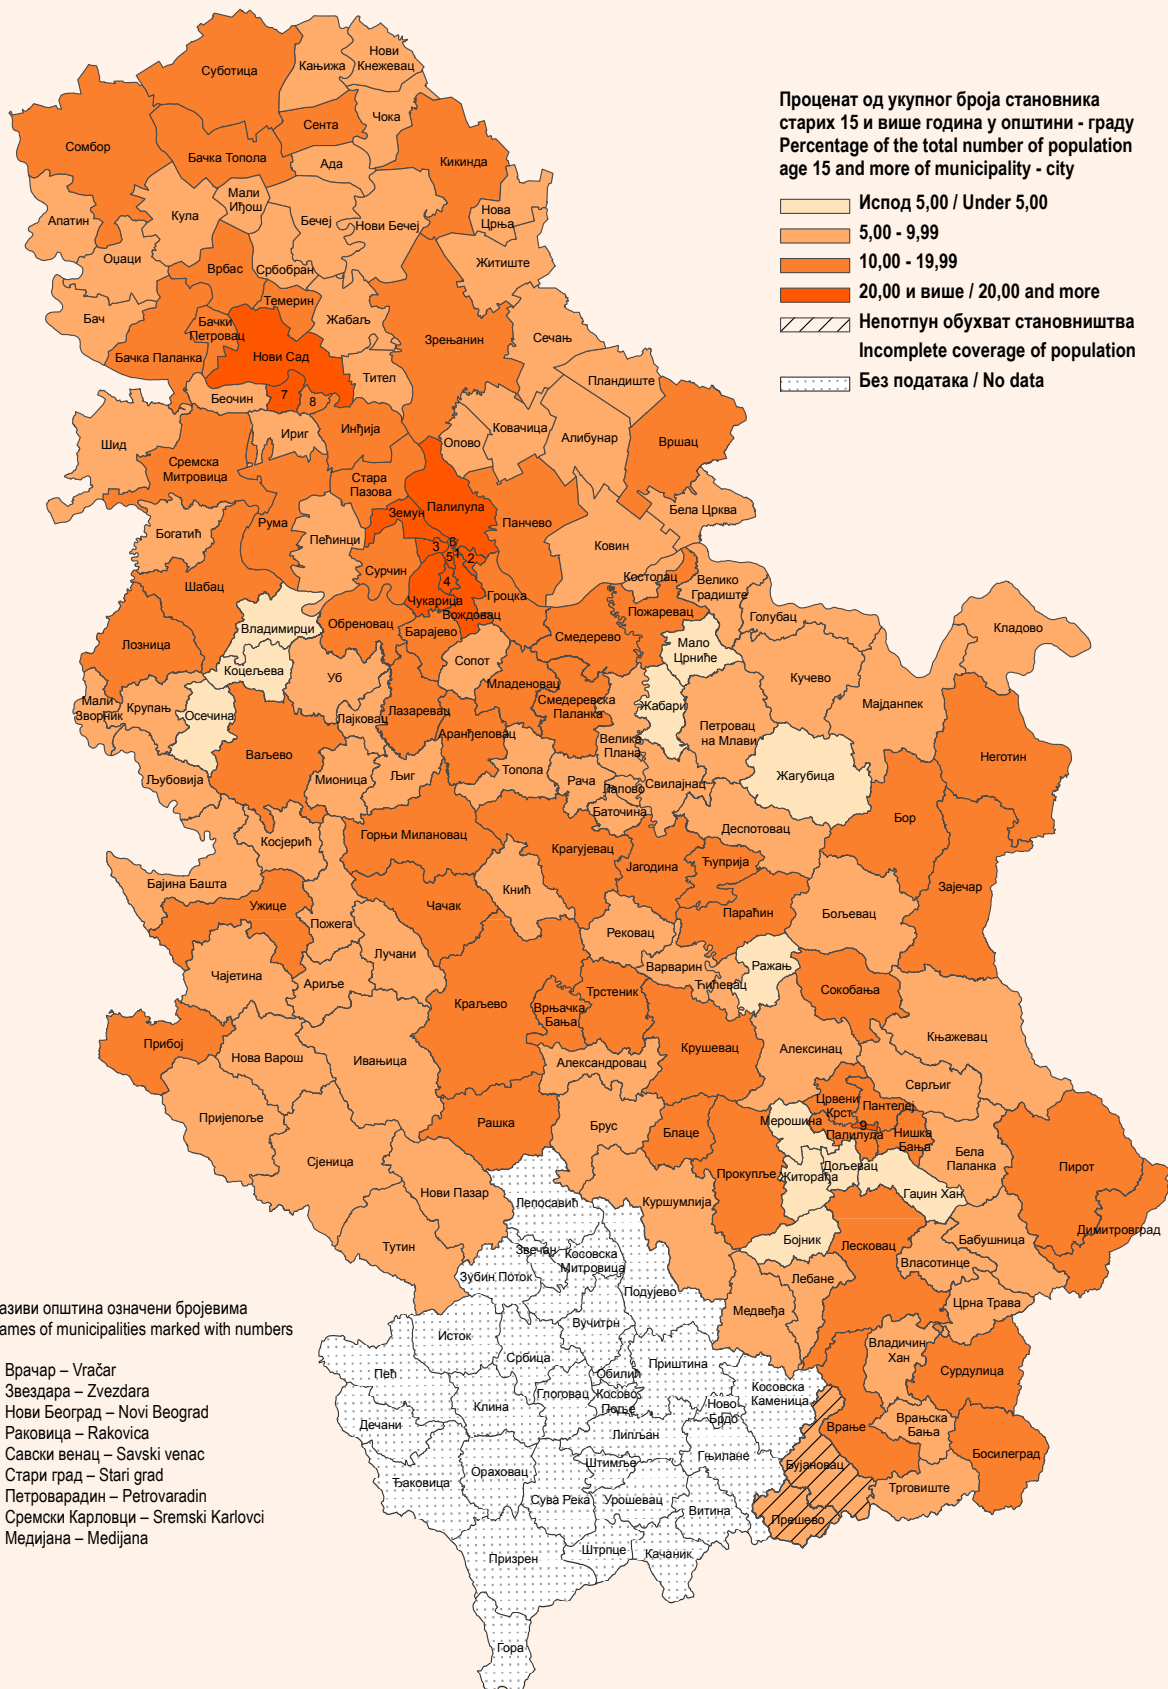 Проценат од укупног броја становника
старих 15 и више година у општини - граду
Percentage of the total number of population
age 15 and more of municipality - city
Испод 5,00 / Under 5,00
5,00 - 9,99
10,00 - 19,99
20,00 и више / 20,00 and more
Непотпун обухват становништва
Incomplete coverage of population
Без података / No data
Суботица
Кањижа
Нови
Кнежевац
Сомбор
Сента
Чока
Бачка Топола
Ада
Кикинда
Апатин
Кула
Мали
Иђош
Бечеј
Нови Бечеј
Нова
Црња
Оџаци
Врбас
Србобран
Житиште
Бач
Темерин
Бачки
Петровац
Жабаљ
Зрењанин
Сечањ
Бачка Паланка
Нови Сад
Тител
Пландиште
Беочин
7
8
Шид
Ириг
Инђија
Опово
Ковачица
Алибунар
Вршац
Сремска
Митровица
Стара
Пазова
Палилула
Земун
Панчево
Бела Црква
Богатић
Рума
Пећинци
3
6
5
1
2
4
Ковин
Сурчин
Костолац
Велико
Градиште
Шабац
Чукарица
Гроцка
Вождовац
Пожаревац
Голубац
Владимирци
Обреновац
Барајево
Смедерево
Кладово
Лозница
Мало
Црниће
Коцељева
Уб
Сопот
Кучево
Мали
Зворник
Крупањ
Осечина
Лајковац
Лазаревац
Младеновац
Смедеревска
Паланка
Жабари
Петровац
на Млави
Мајданпек
Аранђеловац
Велика
Плана
Ваљево
Неготин
Љубовија
Мионица
Љиг
Топола
Рача
Лапово
Свилајнац
Жагубица
Баточина
Бор
Косјерић
Горњи Милановац
Крагујевац
Деспотовац
Јагодина
Ћуприја
Бајина Башта
Кнић
Зајечар
Ужице
Чачак
Параћин
Бољевац
Пожега
Рековац
Лучани
Чајетина
Ариље
Варварин
Ражањ
Ћићевац
Сокобања
Краљево
Трстеник
Врњачка
Бања
Прибој
Нова Варош
Ивањица
Крушевац
Алексинац
Књажевац
Александровац
Сврљиг
Пријепоље
Рашка
Брус
Блаце
Мерошина
Црвени
Крст
Пантелеј
9
Палилула
Нишка
Бања
Бела
Паланка
Пирот
Сјеница
Прокупље
Житорађа
Дољевац
Гаџин Хан
Нови Пазар
Куршумлија
Димитровград
Тутин
Лепосавић
Бојник
Лесковац
Бабушница
Звечан
Косовска
Митровица
Зубин Поток
Лебане
Власотинце
Подујево
Медвеђа
Црна Трава
Вучитрн
Исток
Србица
Владичин
Хан
Пећ
Обилић
Приштина
Сурдулица
Клина
Глоговац
Косово
Поље
Ново
Брдо
Косовска
Каменица
Дечани
Липљан
Врање
Врањска
Бања
Босилеград
Ђаковица
Ораховац
Штимље
Гњилане
Бујановац
Трговиште
Сува Река
Урошевац
Витина
Прешево
Призрен
Штрпце
Качаник
Гора
азиви општина означени бројевима
ames of municipalities marked with numbers
Врачар – Vračar
Звездара – Zvezdara
Нови Београд – Novi Beograd
Раковица – Rakovica
Савски венац – Savski venac
Стари град – Stari grad
Петроварадин – Petrovaradin
Сремски Карловци – Sremski Karlovci
Медијана – Medijana